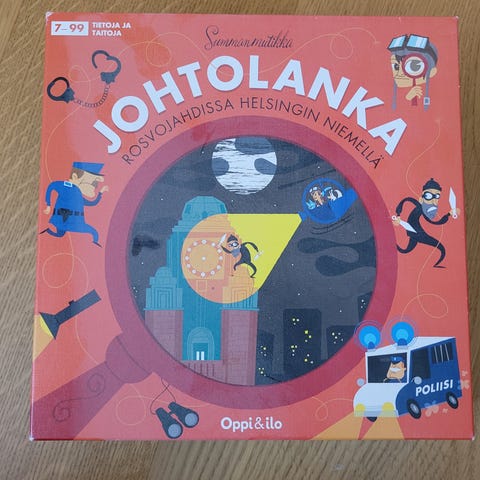 7–99 TIETOJA JA
TAITOJA
Summanmutikka
JOHTOLANKA
ROSVOJAHDISSA HELSINGIN NIEMELLÄ
POLIISI
Oppi&ilo